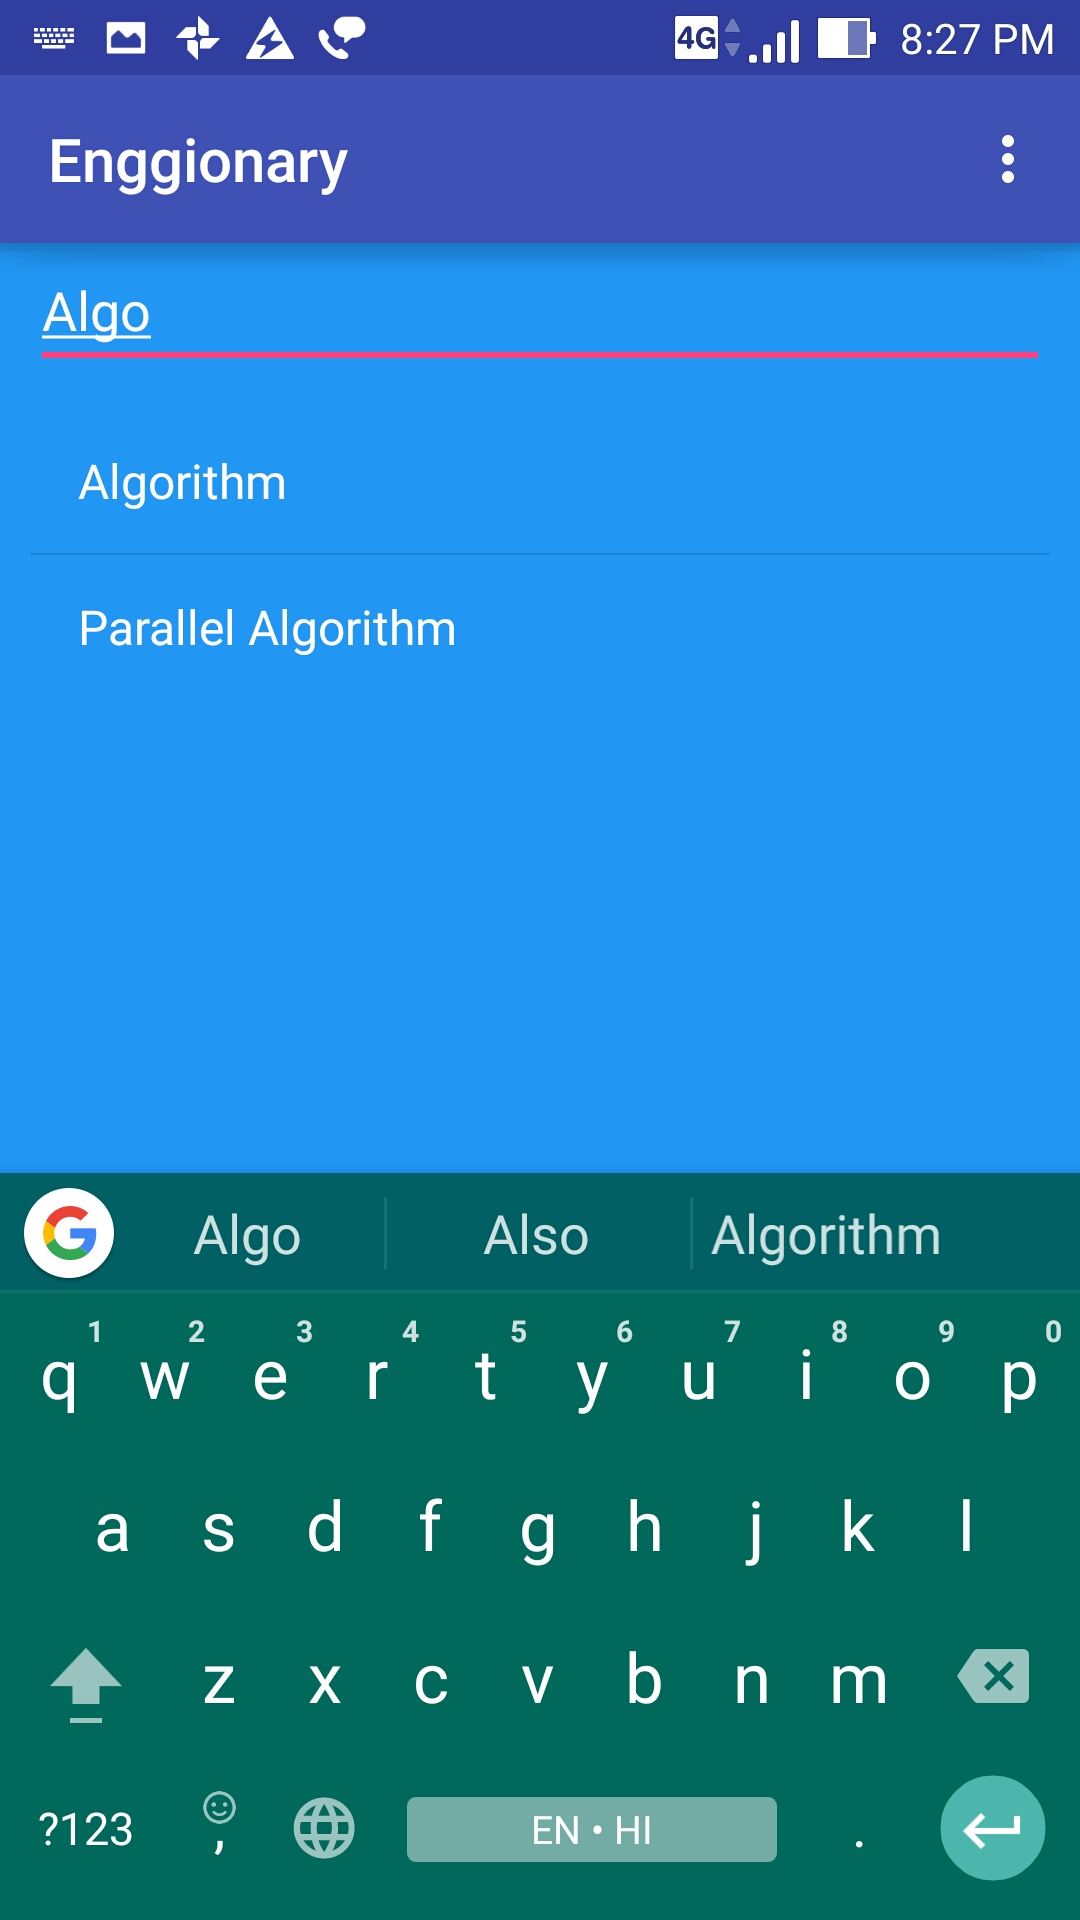 4G 8:27 PM
Enggionary
Algo
Algorithm
Parallel Algorithm
G Algo Also Algorithm
1 2 3 4 5 6 7 8 9 0
q w e r t y u i o p
a s d f g h j k l
z x c v b n m
?123 , EN • HI .